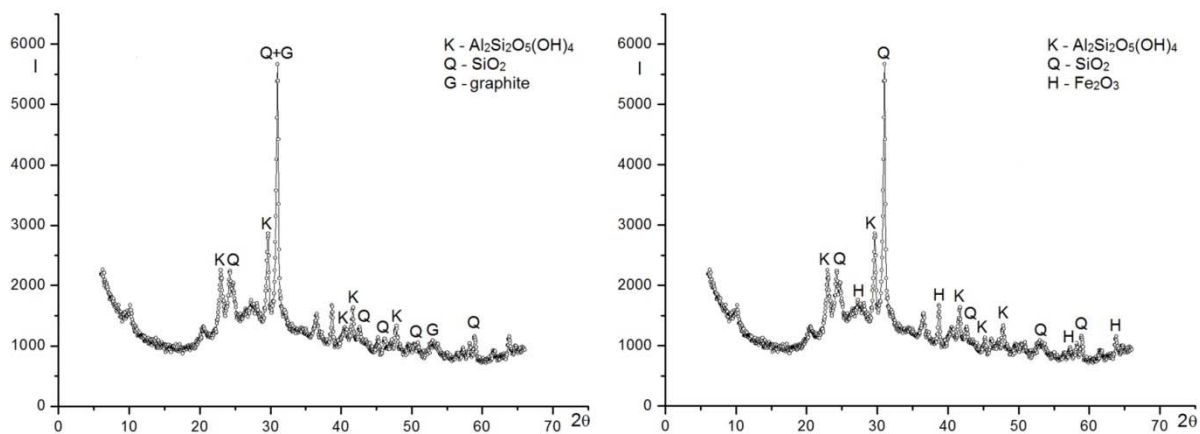 K - Al₂Si₂O₅(OH)₄
Q - SiO₂
G - graphite
6000
5000
4000
3000
2000
1000
0
I
Q+G
K
K
Q
K
K
Q
Q
K
Q
G
Q
0
10
20
30
40
50
60
70
2θ
K - Al₂Si₂O₅(OH)₄
Q - SiO₂
H - Fe₂O₃
6000
5000
4000
3000
2000
1000
0
I
Q
K
K
Q
H
H
K
Q
K
K
Q
H
Q
H
0
10
20
30
40
50
60
70
2θ